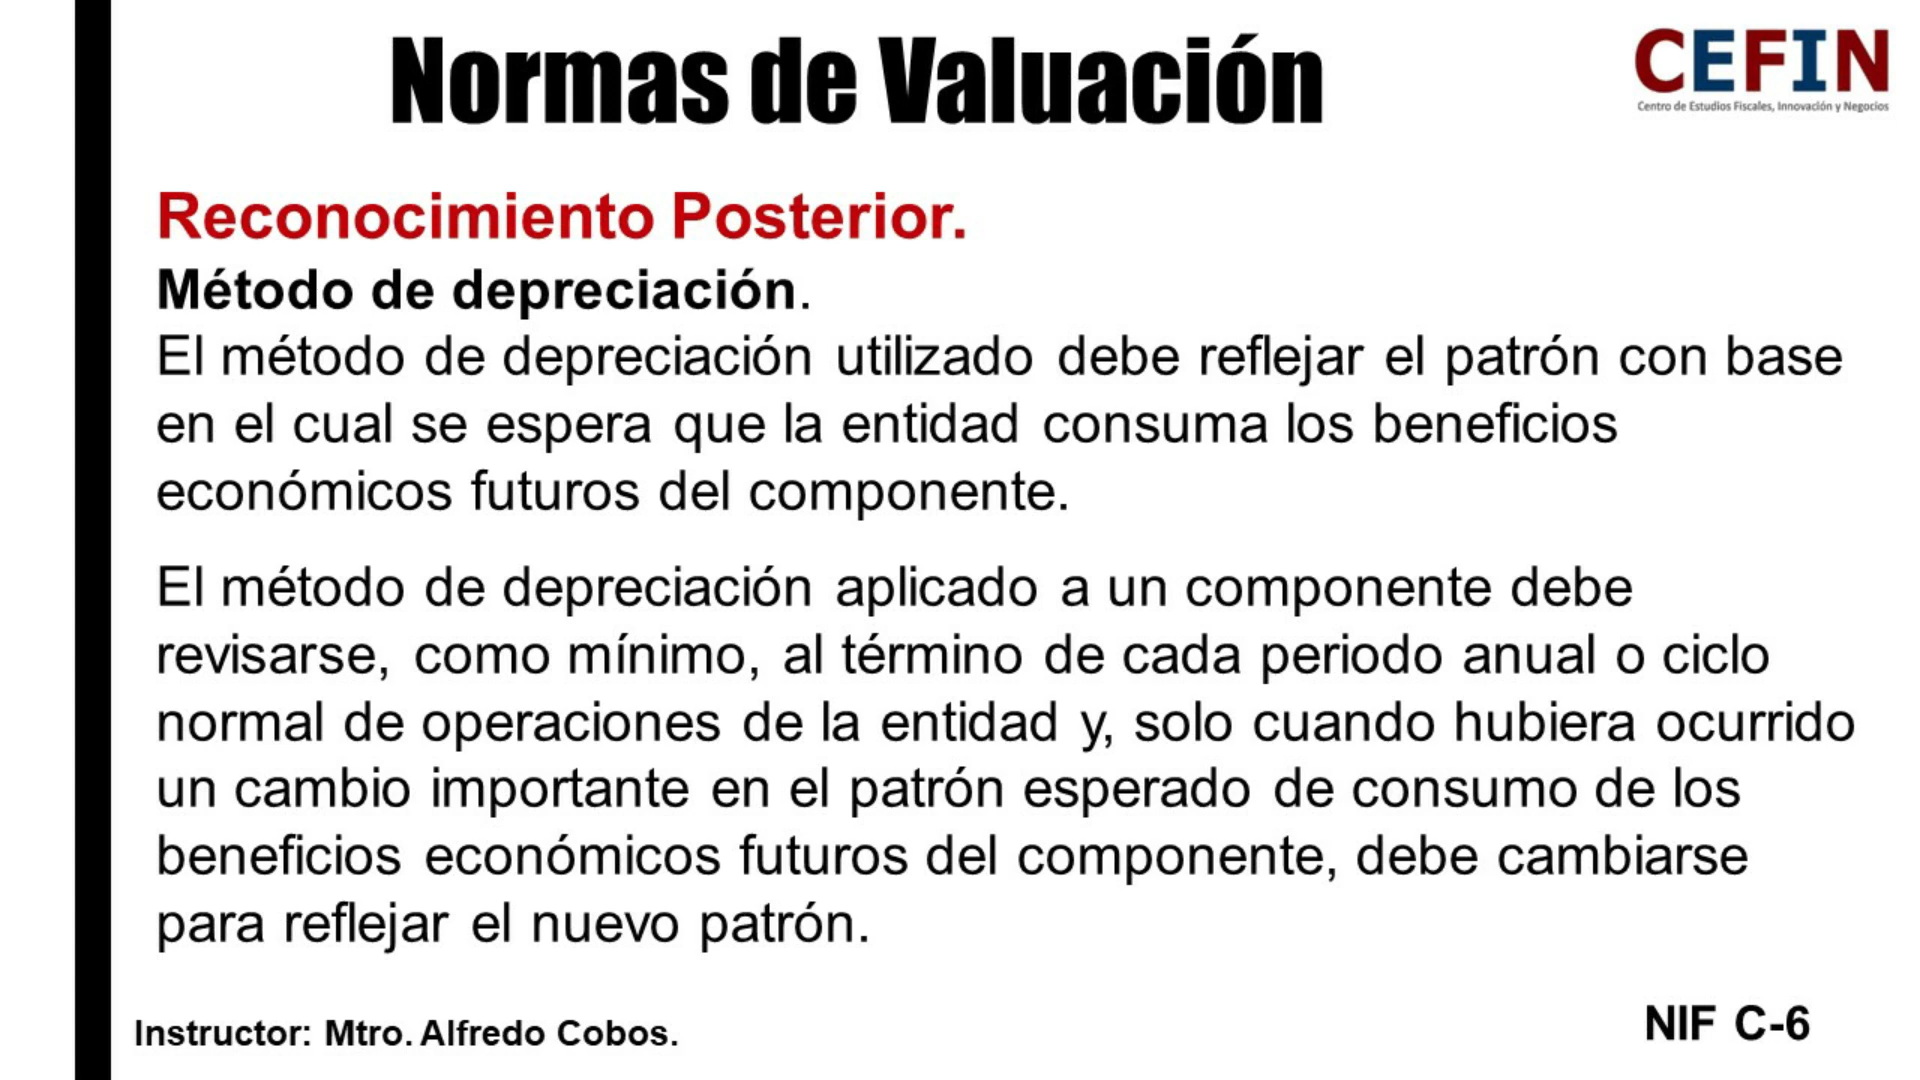 Normas de Valuación
CEFIN
Centro de Estudios Fiscales, Innovación y Negocios
Reconocimiento Posterior.
Método de depreciación.
El método de depreciación utilizado debe reflejar el patrón con base
en el cual se espera que la entidad consuma los beneficios
económicos futuros del componente.
El método de depreciación aplicado a un componente debe
revisarse, como mínimo, al término de cada periodo anual o ciclo
normal de operaciones de la entidad y, solo cuando hubiera ocurrido
un cambio importante en el patrón esperado de consumo de los
beneficios económicos futuros del componente, debe cambiarse
para reflejar el nuevo patrón.
Instructor: Mtro. Alfredo Cobos.
NIF C-6